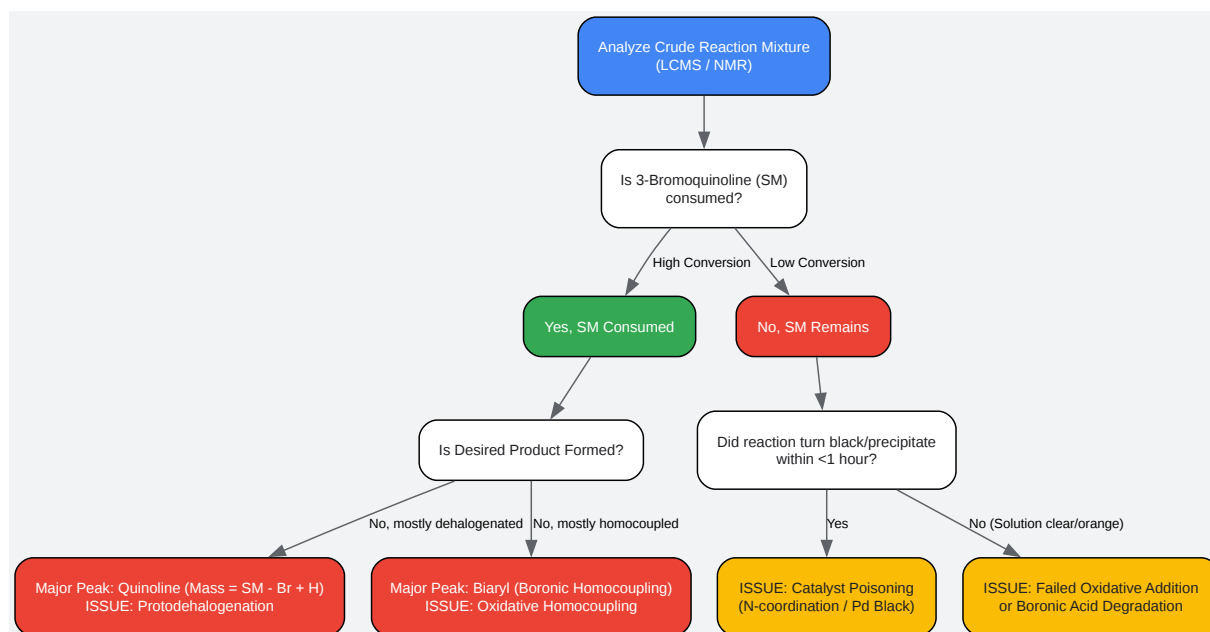 Analyze Crude Reaction Mixture
(LCMS / NMR)
Is 3-Bromoquinoline (SM)
consumed?
High Conversion
Low Conversion
Yes, SM Consumed
No, SM Remains
Is Desired Product Formed?
Did reaction turn black/precipitate
within <1 hour?
No, mostly dehalogenated
No, mostly homocoupled
Yes
No (Solution clear/orange)
Major Peak: Quinoline (Mass = SM - Br + H)
ISSUE: Protodehalogenation
Major Peak: Biaryl (Boronic Homocoupling)
ISSUE: Oxidative Homocoupling
ISSUE: Catalyst Poisoning
(N-coordination / Pd Black)
ISSUE: Failed Oxidative Addition
or Boronic Acid Degradation